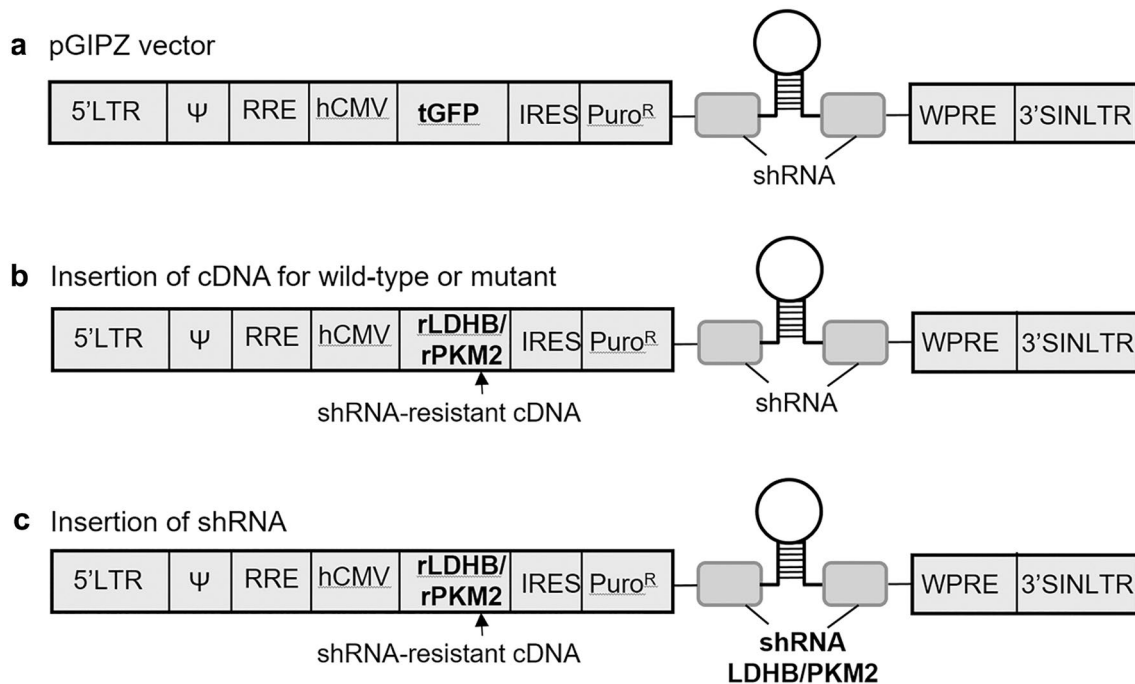 a pGIPZ vector
5'LTR Ψ RRE hCMV tGFP IRES Puroᴿ WPRE 3'SINLTR
shRNA
b Insertion of cDNA for wild-type or mutant
5'LTR Ψ RRE hCMV rLDHB/ IRES Puroᴿ WPRE 3'SINLTR
rPKM2
shRNA-resistant cDNA shRNA
c Insertion of shRNA
5'LTR Ψ RRE hCMV rLDHB/ IRES Puroᴿ WPRE 3'SINLTR
rPKM2
shRNA-resistant cDNA shRNA
LDHB/PKM2